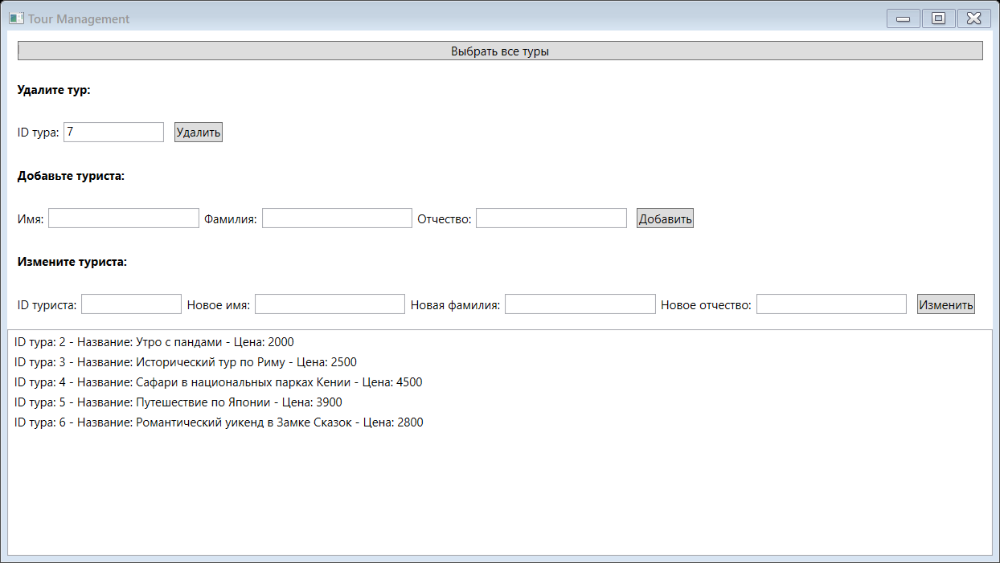 Tour Management
Выбрать все туры
Удалите тур:
ID тура: 7 Удалить
Добавьте туриста:
Имя: Фамилия: Отчество: Добавить
Измените туриста:
ID туриста: Новое имя: Новая фамилия: Новое отчество: Изменить
ID тура: 2 - Название: Утро с пандами - Цена: 2000
ID тура: 3 - Название: Исторический тур по Риму - Цена: 2500
ID тура: 4 - Название: Сафари в национальных парках Кении - Цена: 4500
ID тура: 5 - Название: Путешествие по Японии - Цена: 3900
ID тура: 6 - Название: Романтический уикенд в Замке Сказок - Цена: 2800